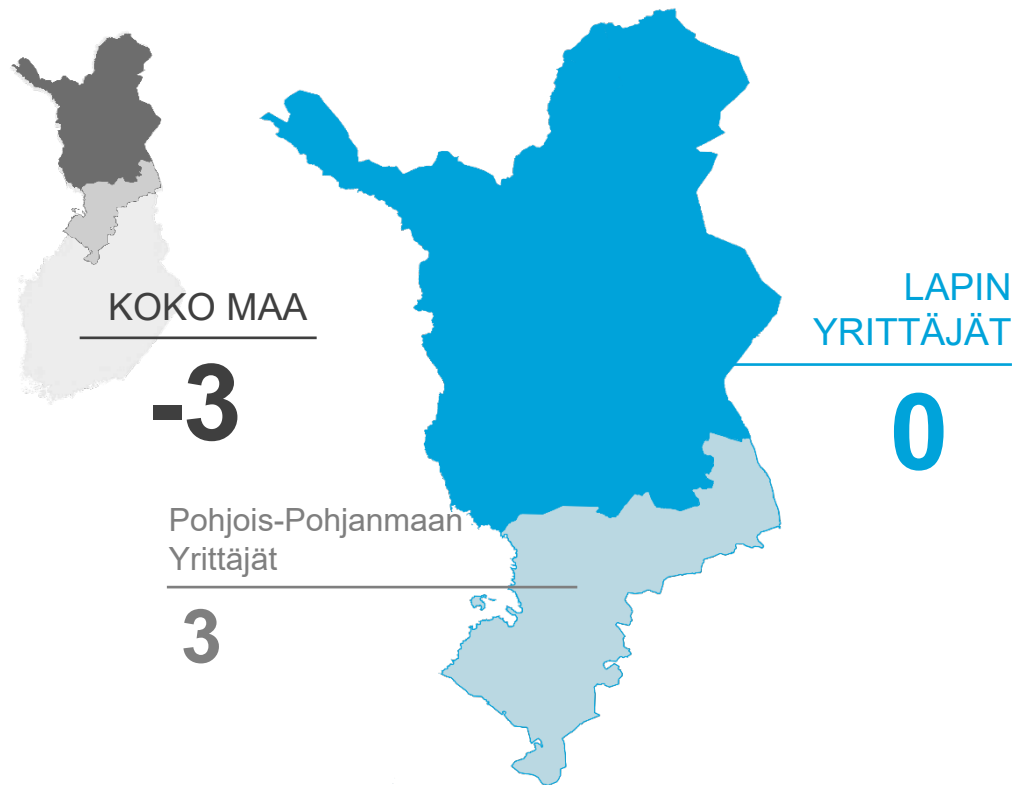 KOKO MAA
-3
LAPIN
YRITTÄJÄT
0
Pohjois-Pohjanmaan
Yrittäjät
3